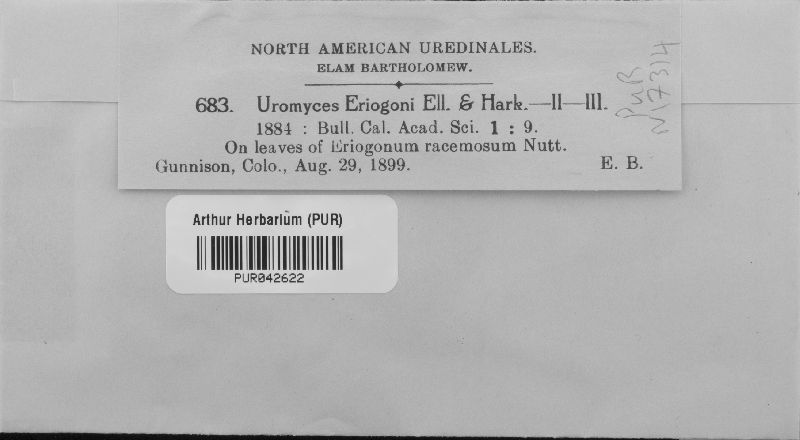 NORTH AMERICAN UREDINALES.
ELAM BARTHOLOMEW.
683. Uromyces Eriogoni Ell. & Hark.—II—III.
1884 : Bull. Cal. Acad. Sci. 1 : 9.
On leaves of Eriogonum racemosum Nutt.
Gunnison, Colo., Aug. 29, 1899. E. B.
PUR
Arthur Herbarium (PUR)
PUR042622